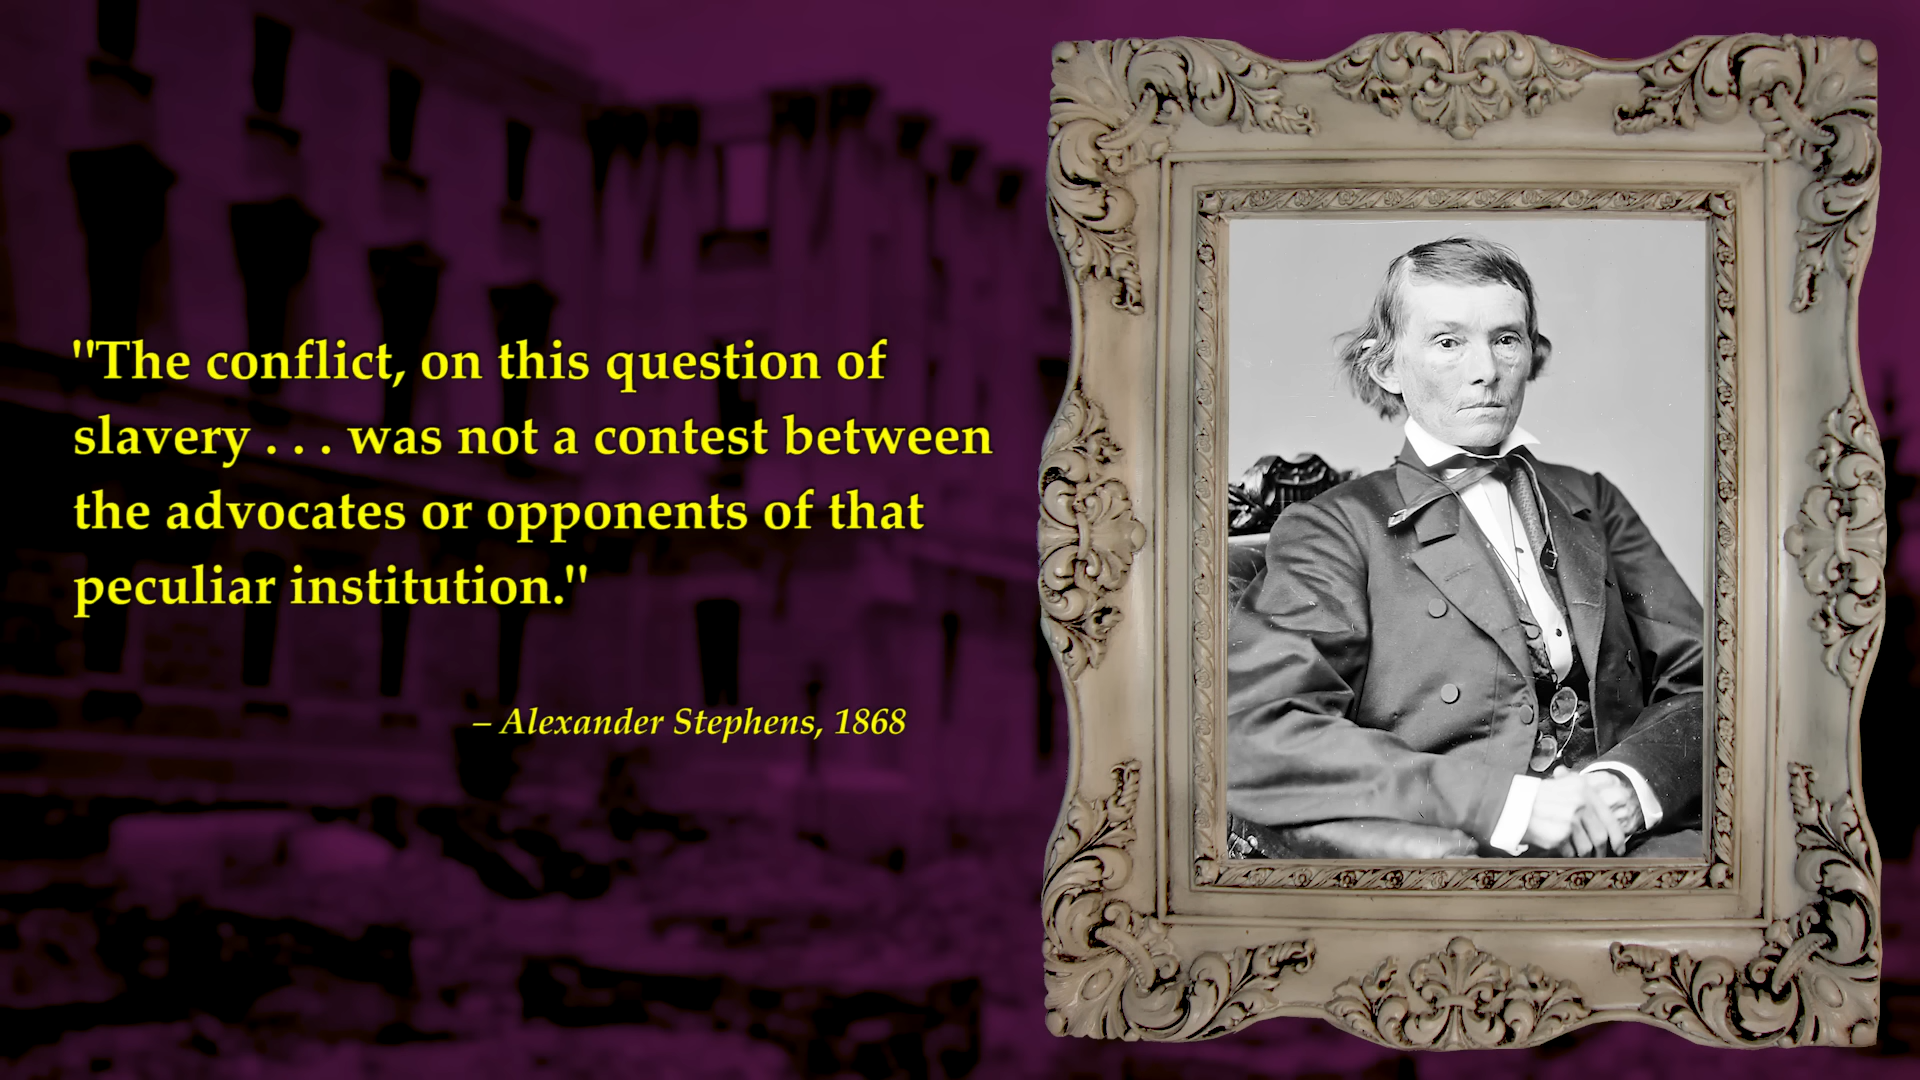 "The conflict, on this question of
slavery . . . was not a contest between
the advocates or opponents of that
peculiar institution."
– Alexander Stephens, 1868